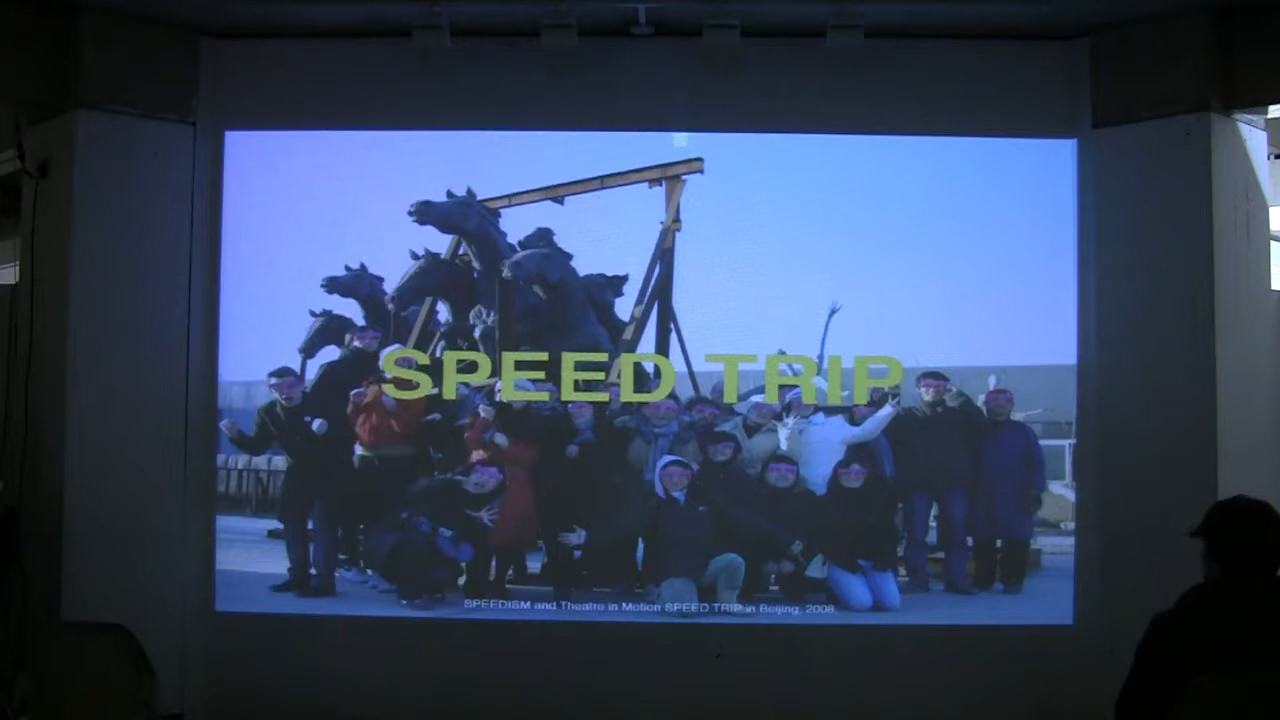 SPEED TRIP
SPEEDISM and Theatre in Motion SPEED TRIP in Beijing, 2008